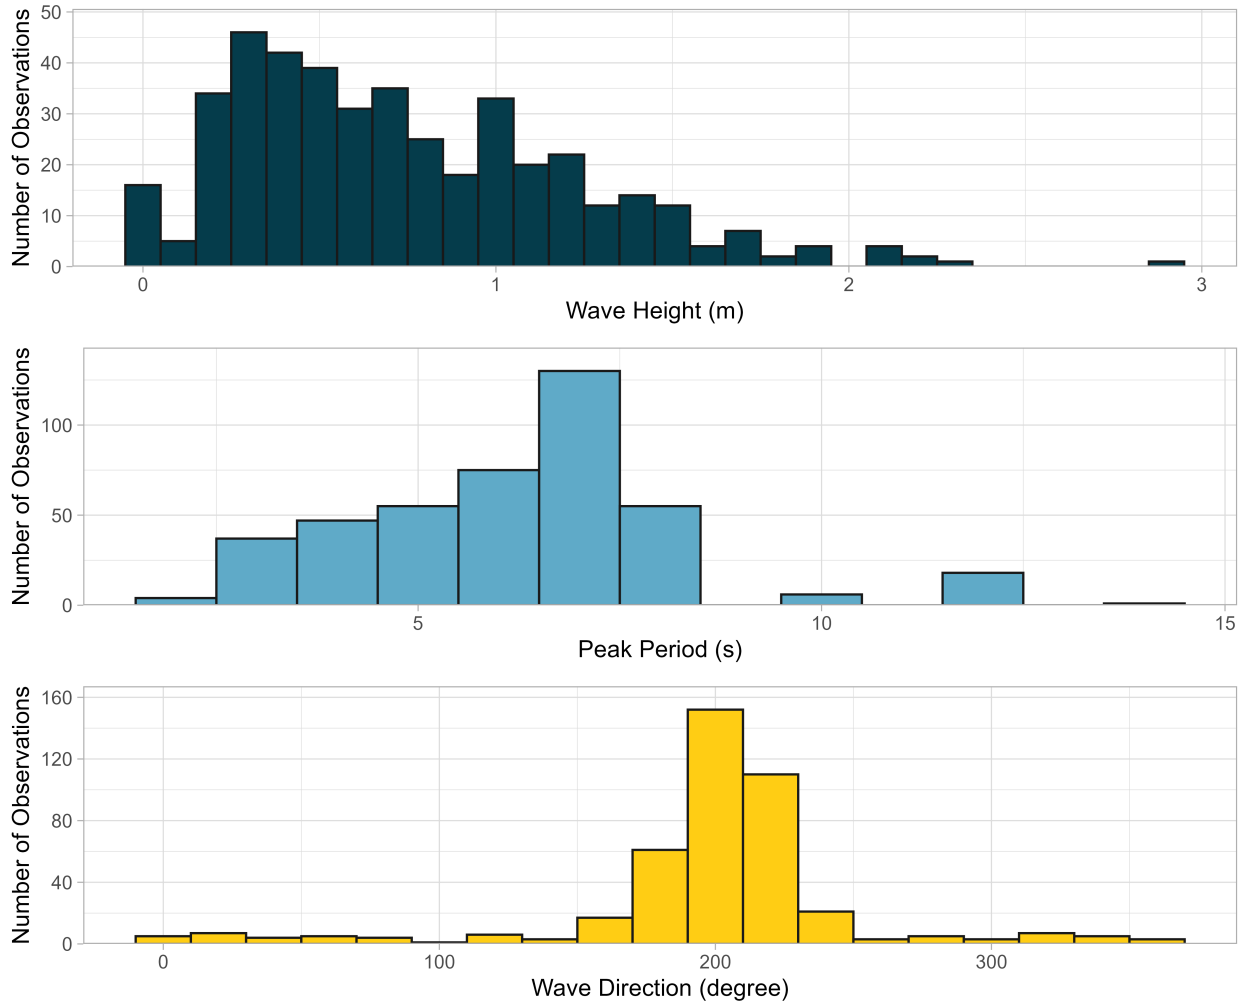 Number of Observations
50
40
30
20
10
0
0 1 2 3
Wave Height (m)
Number of Observations
100
50
0
5 10 15
Peak Period (s)
Number of Observations
160
120
80
40
0
0 100 200 300
Wave Direction (degree)